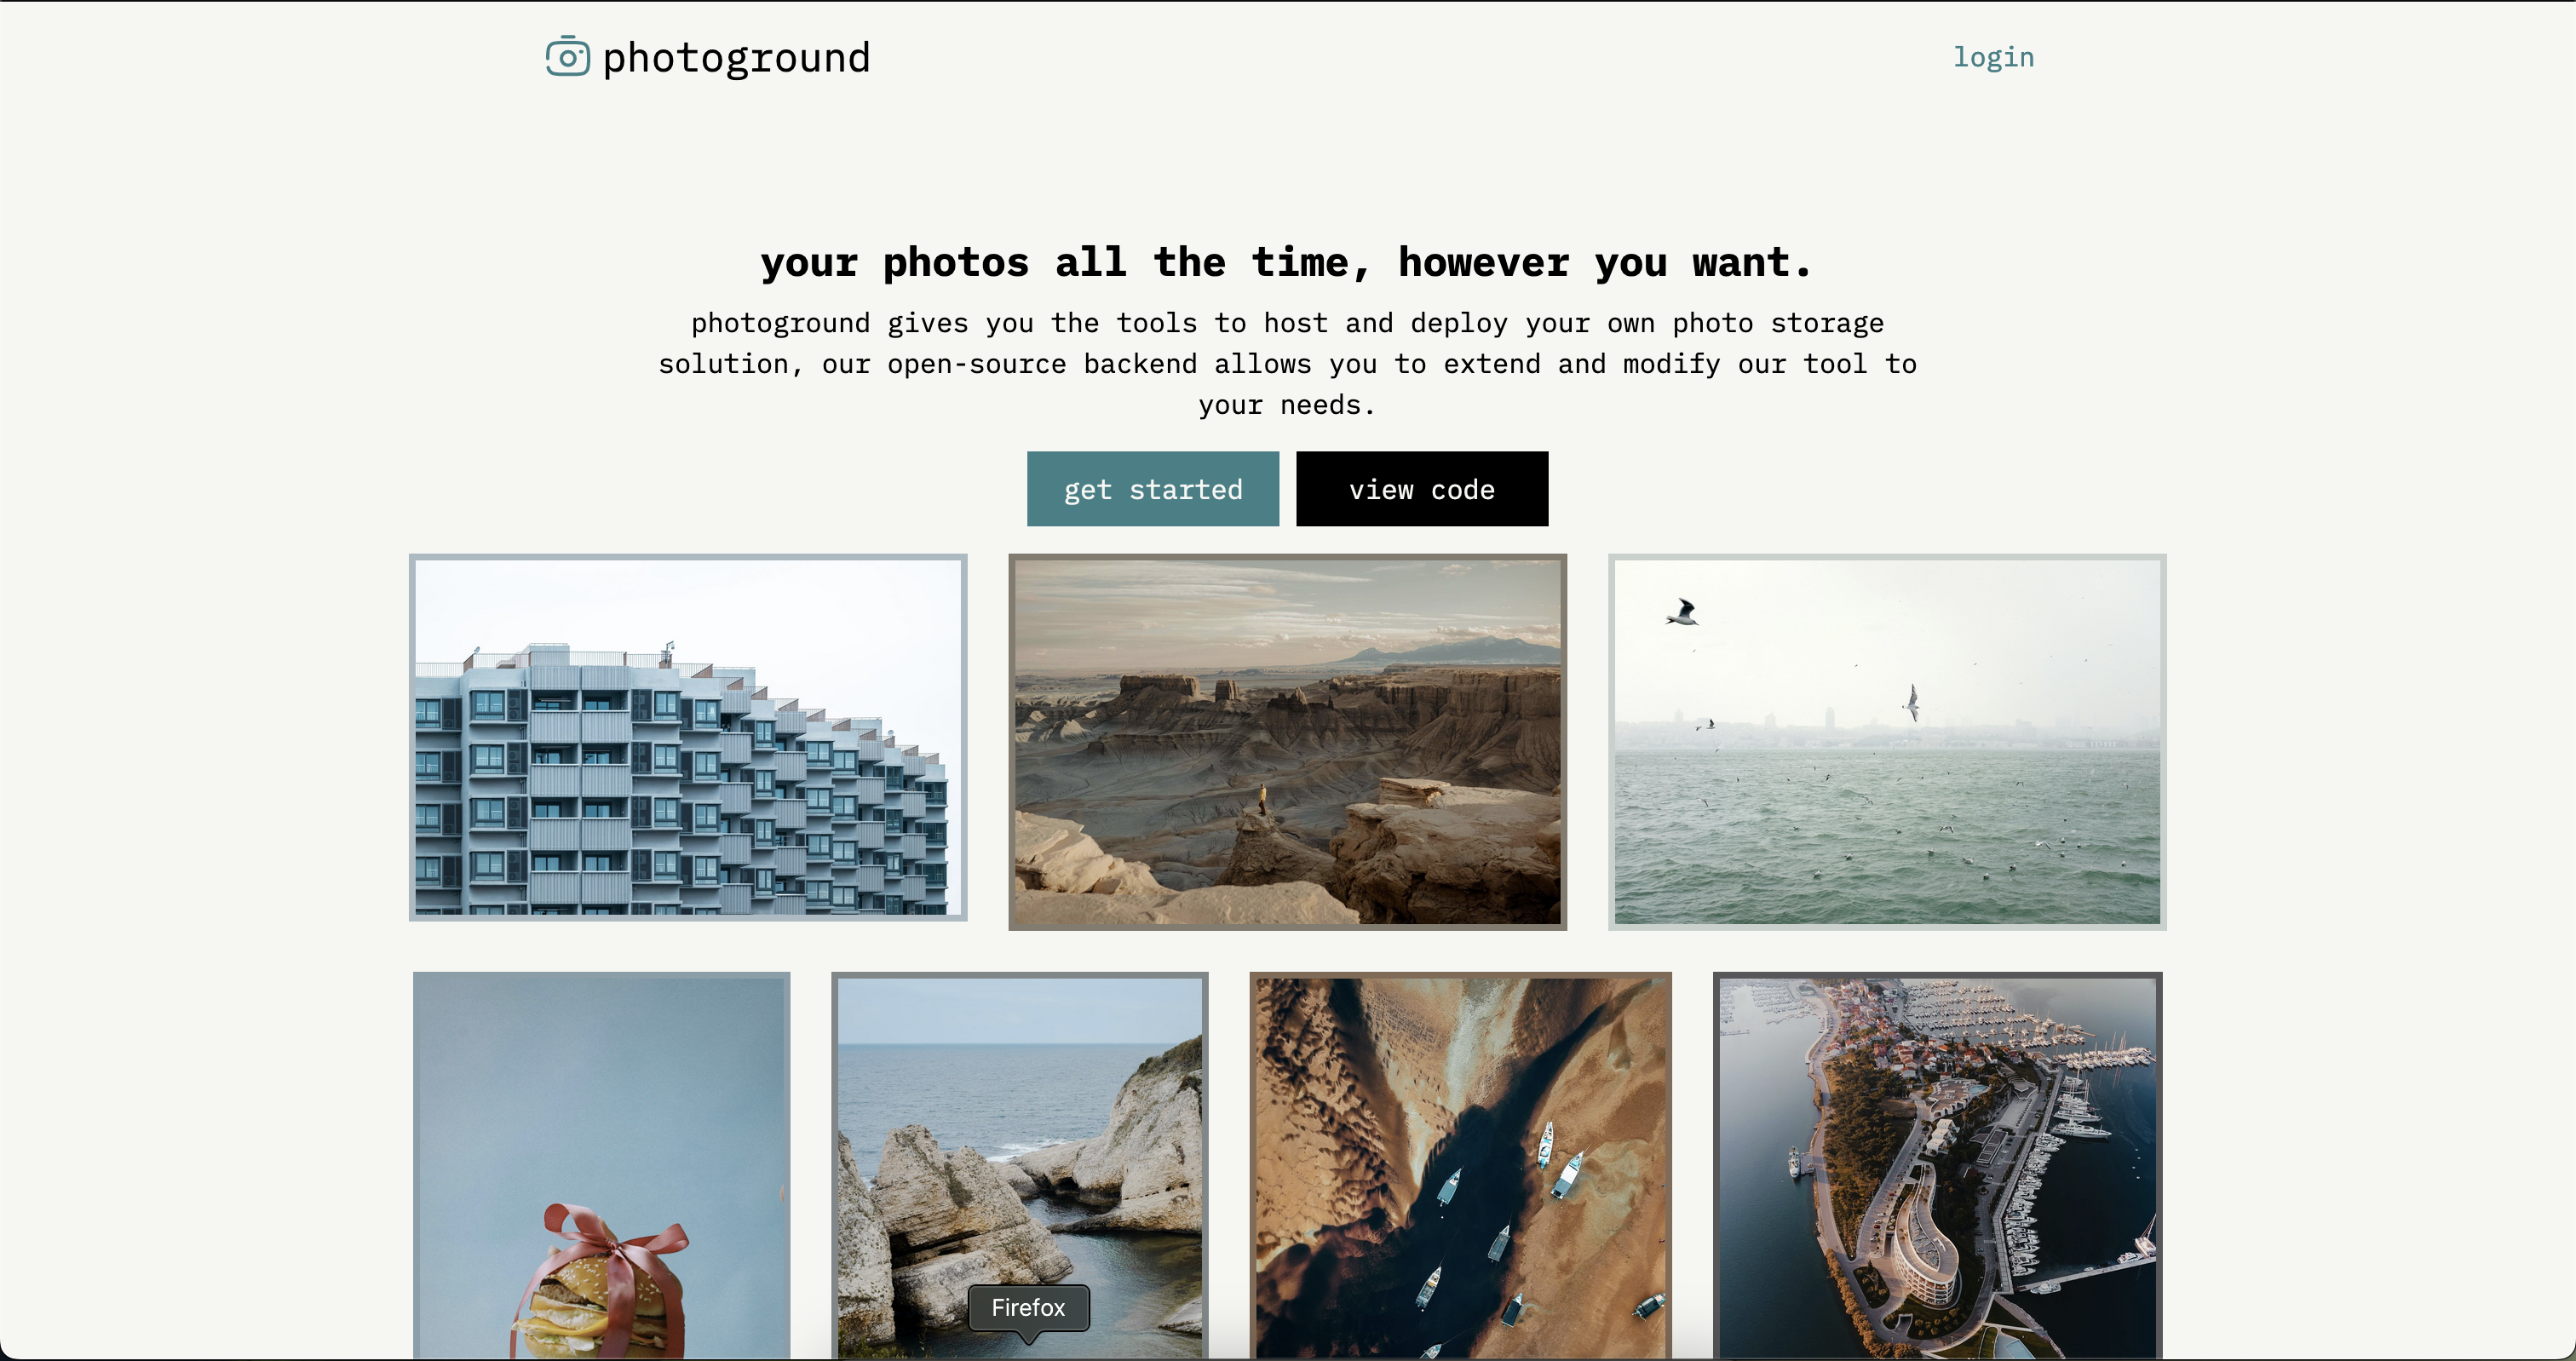 photoground
login
your photos all the time, however you want.
photoground gives you the tools to host and deploy your own photo storage
solution, our open-source backend allows you to extend and modify our tool to
your needs.
get started
view code
Firefox